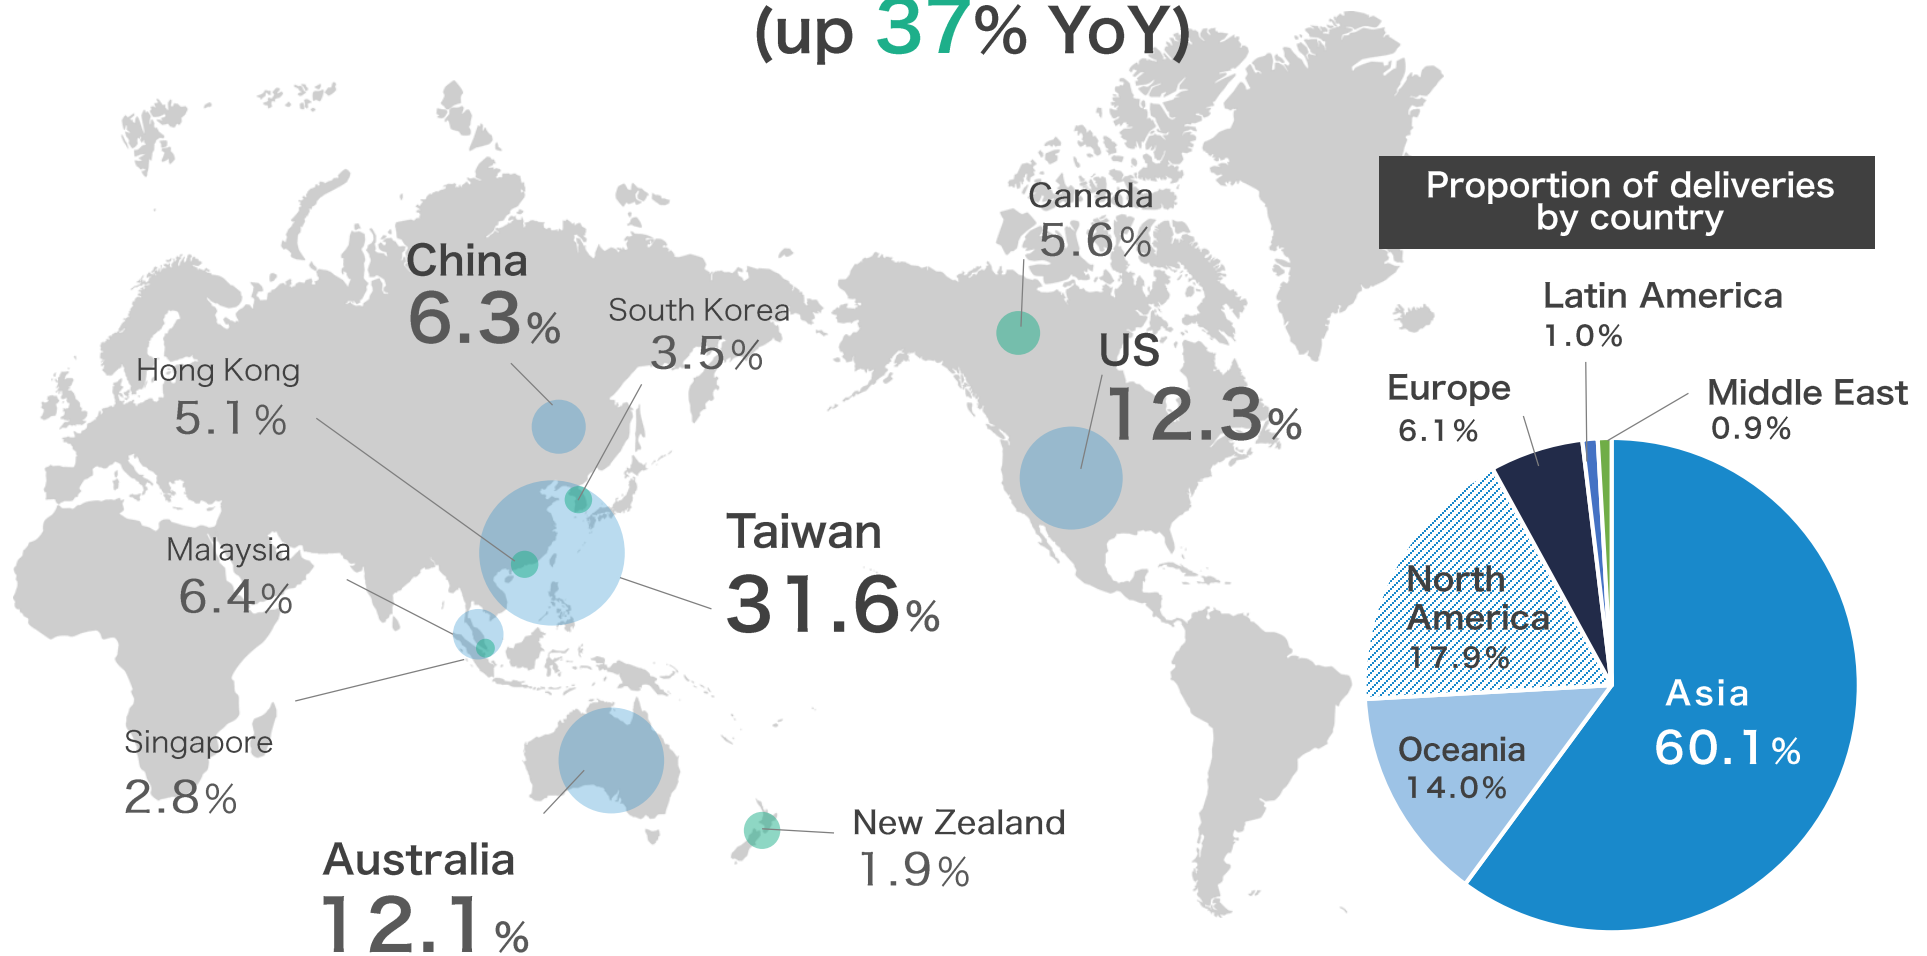 (up 37% YoY)
Proportion of deliveries
by country
Canada
5.6%
China
6.3%
South Korea
3.5%
US
12.3%
Hong Kong
5.1%
Malaysia
6.4%
Taiwan
31.6%
Singapore
2.8%
Australia
12.1%
New Zealand
1.9%
Latin America
1.0%
Europe
6.1%
Middle East
0.9%
North
America
17.9%
Asia
60.1%
Oceania
14.0%